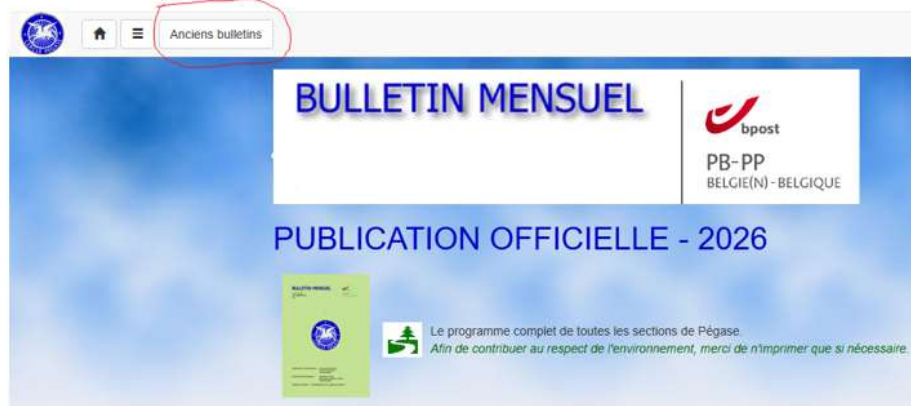 Anciens bulletins
BULLETIN MENSUEL
bpost
PB-PP
BELGIE(N) - BELGIQUE
PUBLICATION OFFICIELLE - 2026
BULLETIN MENSUEL
Le programme complet de toutes les sections de Pégase.
Afin de contribuer au respect de l'environnement, merci de n'imprimer que si nécessaire.